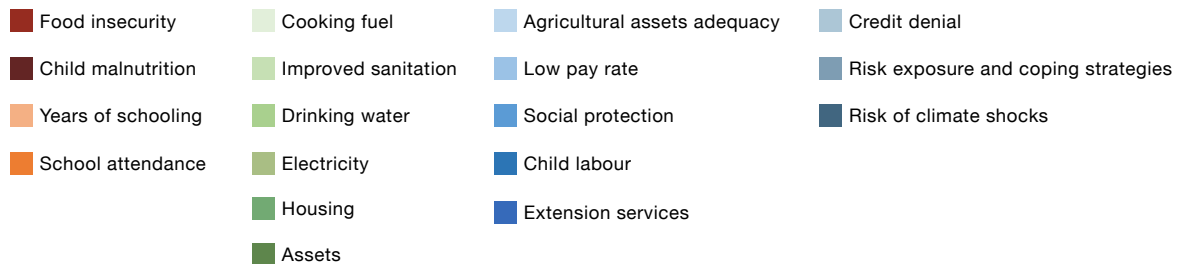 Food insecurity
Child malnutrition
Years of schooling
School attendance
Cooking fuel
Improved sanitation
Drinking water
Electricity
Housing
Assets
Agricultural assets adequacy
Low pay rate
Social protection
Child labour
Extension services
Credit denial
Risk exposure and coping strategies
Risk of climate shocks